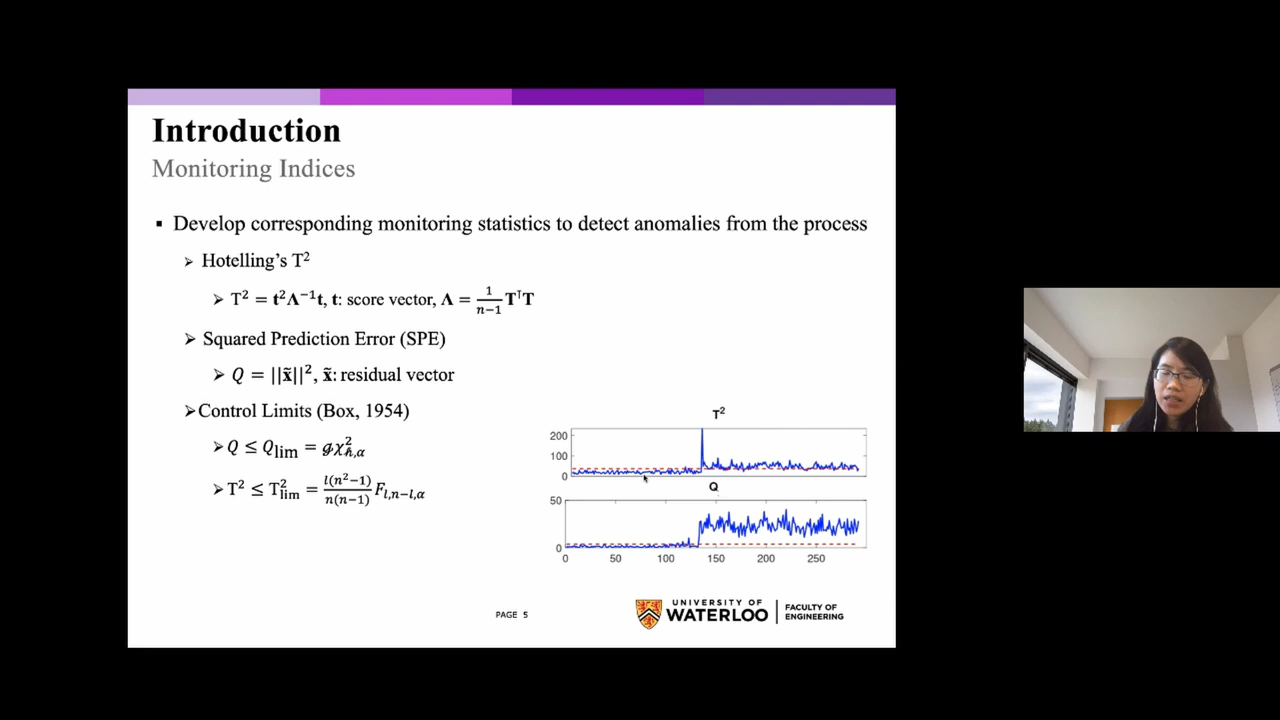 Introduction
Monitoring Indices
▪ Develop corresponding monitoring statistics to detect anomalies from the process
➢ Hotelling's T²
➢ T² = t²Λ⁻¹t, t: score vector, Λ = 1/(n−1) TᵀT
➢ Squared Prediction Error (SPE)
➢ Q = ||x̃||², x̃: residual vector
➢Control Limits (Box, 1954)
➢ Q ≤ Q_lim = ℊχ²_{ℎ,α}
➢ T² ≤ T²_lim = l(n²−1)/n(n−1) F_{l,n−l,α}
T²
200
100
0
Q
50
0
0 50 100 150 200 250
PAGE 5
UNIVERSITY OF
WATERLOO
FACULTY OF
ENGINEERING